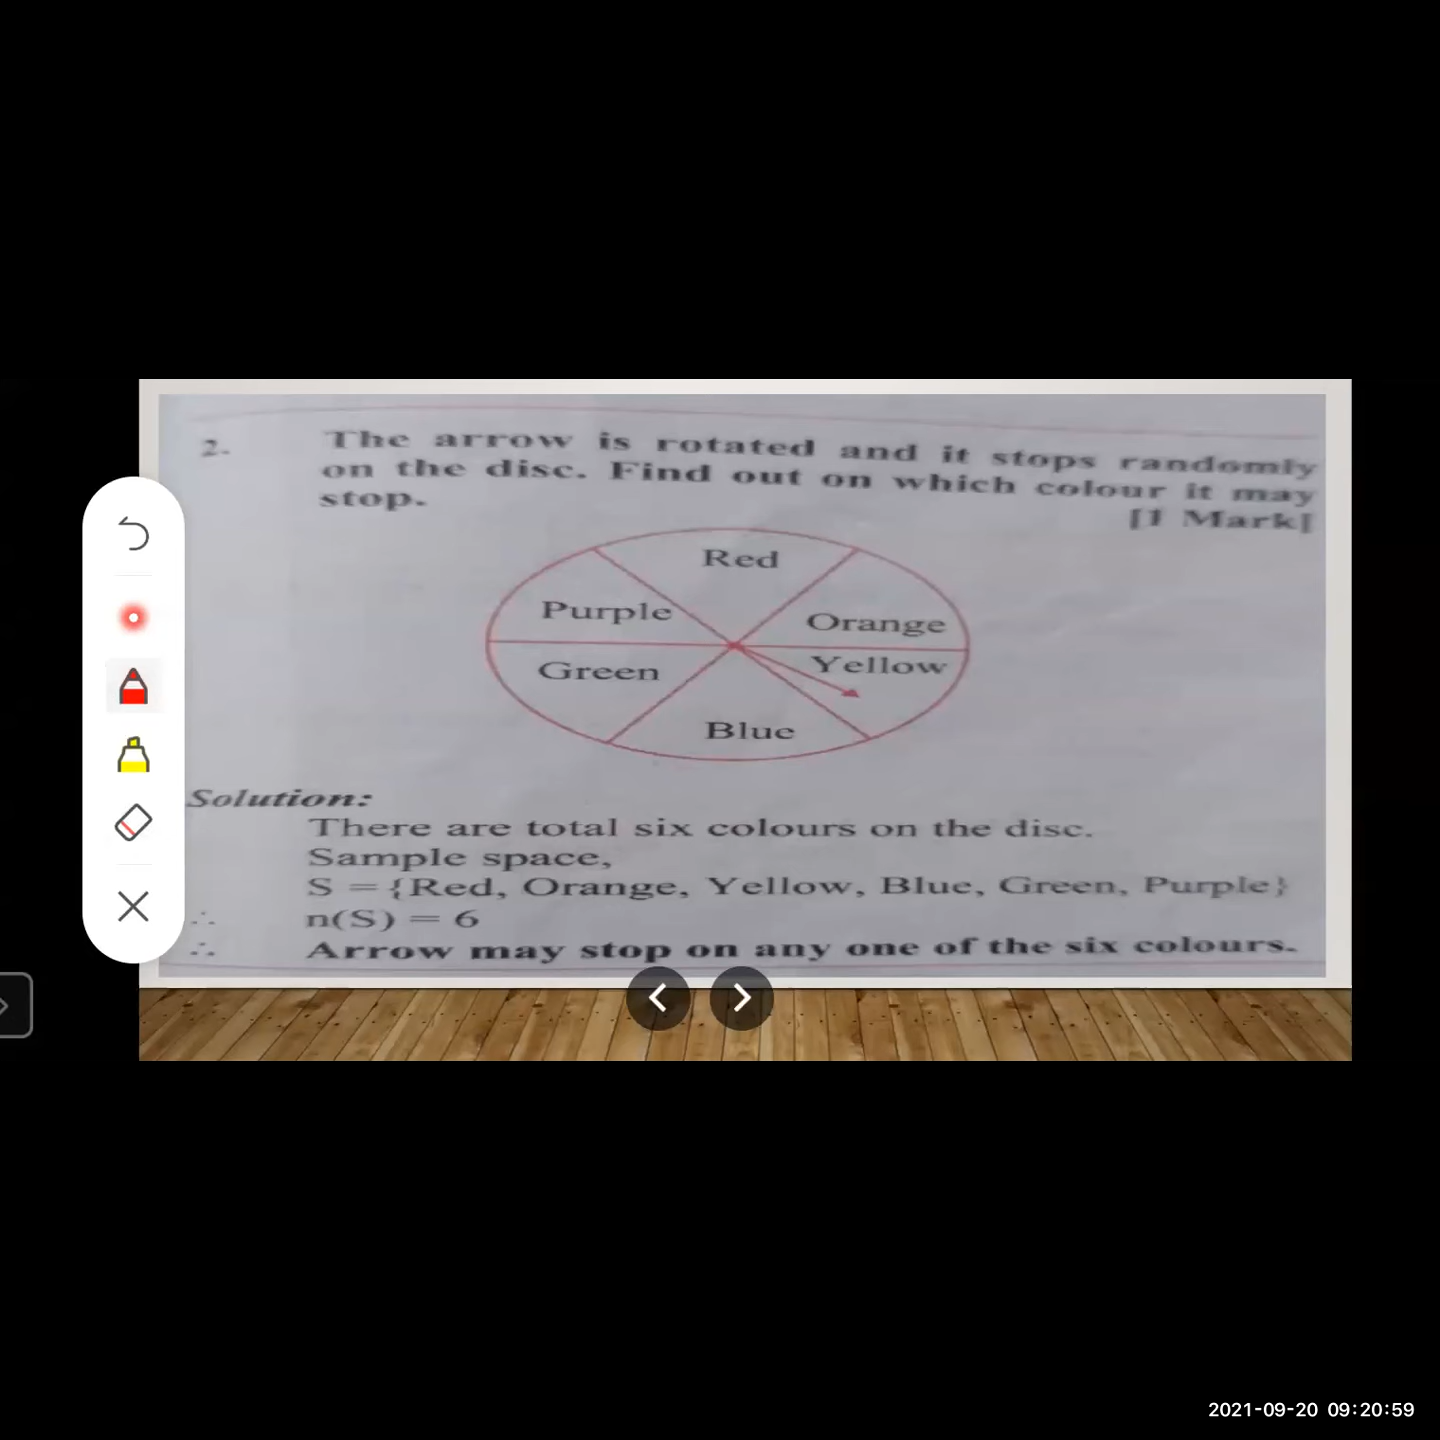 2. The arrow is rotated and it stops randomly
on the disc. Find out on which colour it may
stop.
[1 Mark]
Red
Purple
Orange
Green
Yellow
Blue
Solution:
There are total six colours on the disc.
Sample space,
S = {Red, Orange, Yellow, Blue, Green, Purple}
∴ n(S) = 6
∴ Arrow may stop on any one of the six colours.
2021-09-20 09:20:59